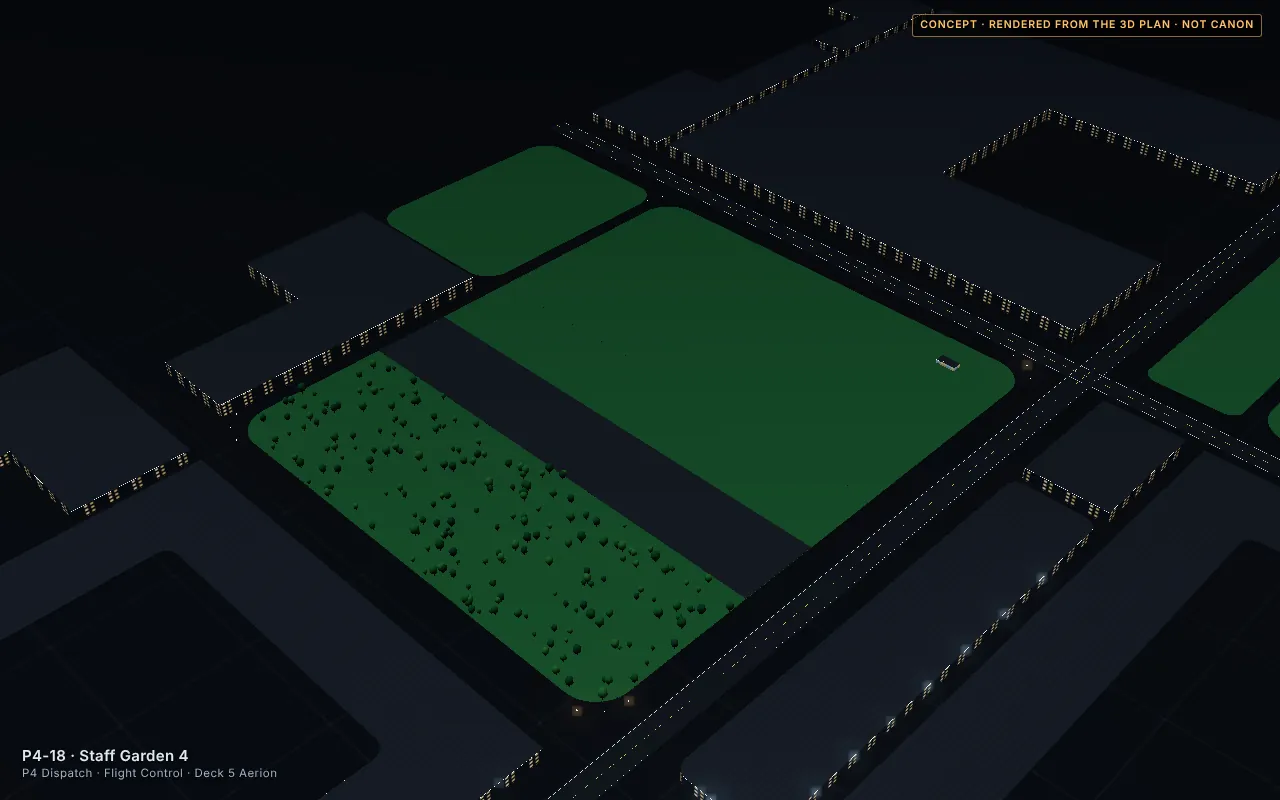 CONCEPT · RENDERED FROM THE 3D PLAN · NOT CANON
P4-18 · Staff Garden 4
P4 Dispatch · Flight Control · Deck 5 Aerion